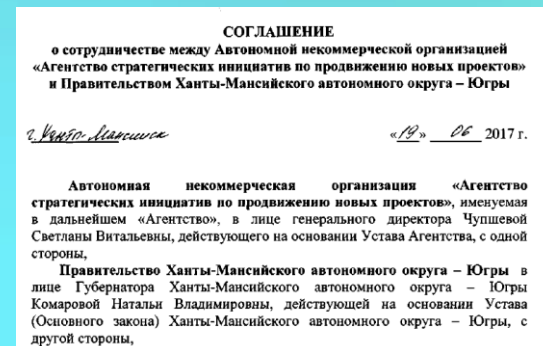 СОГЛАШЕНИЕ
о сотрудничестве между Автономной некоммерческой организацией
«Агентство стратегических инициатив по продвижению новых проектов»
и Правительством Ханты-Мансийского автономного округа – Югры
г. Ханты-Мансийск «19» 06 2017 г.
Автономная некоммерческая организация «Агентство
стратегических инициатив по продвижению новых проектов», именуемая
в дальнейшем «Агентство», в лице генерального директора Чупшевой
Светланы Витальевны, действующего на основании Устава Агентства, с одной
стороны,
Правительство Ханты-Мансийского автономного округа – Югры в
лице Губернатора Ханты-Мансийского автономного округа – Югры
Комаровой Натальи Владимировны, действующей на основании Устава
(Основного закона) Ханты-Мансийского автономного округа – Югры, с
другой стороны,